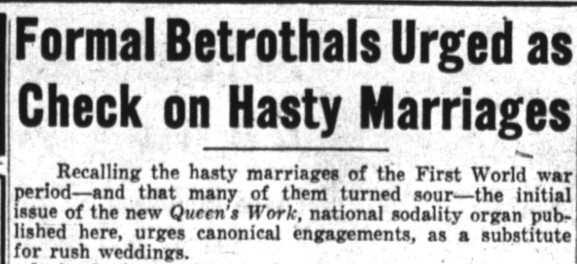 Formal Betrothals Urged as
Check on Hasty Marriages
Recalling the hasty marriages of the First World war
period—and that many of them turned sour—the initial
issue of the new Queen's Work, national sodality organ pub-
lished here, urges canonical engagements, as a substitute
for rush weddings.